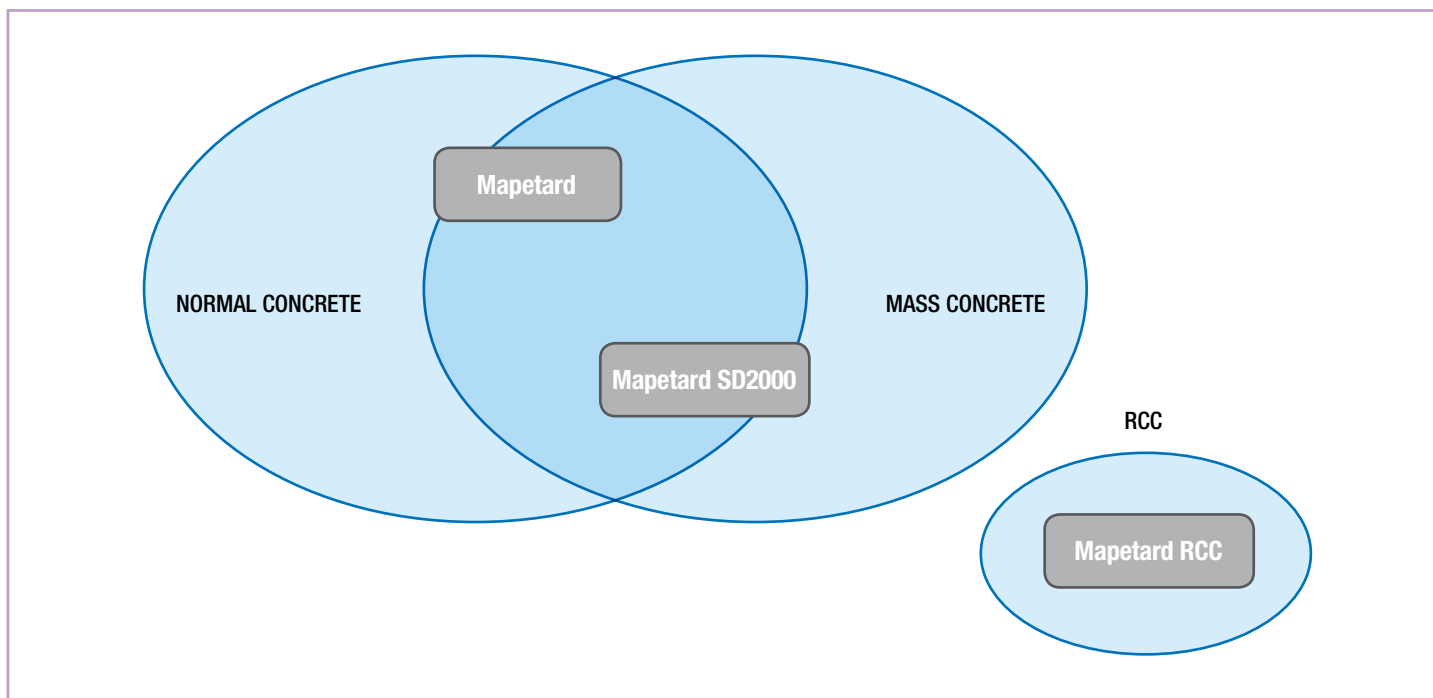 Mapetard
NORMAL CONCRETE
MASS CONCRETE
Mapetard SD2000
RCC
Mapetard RCC